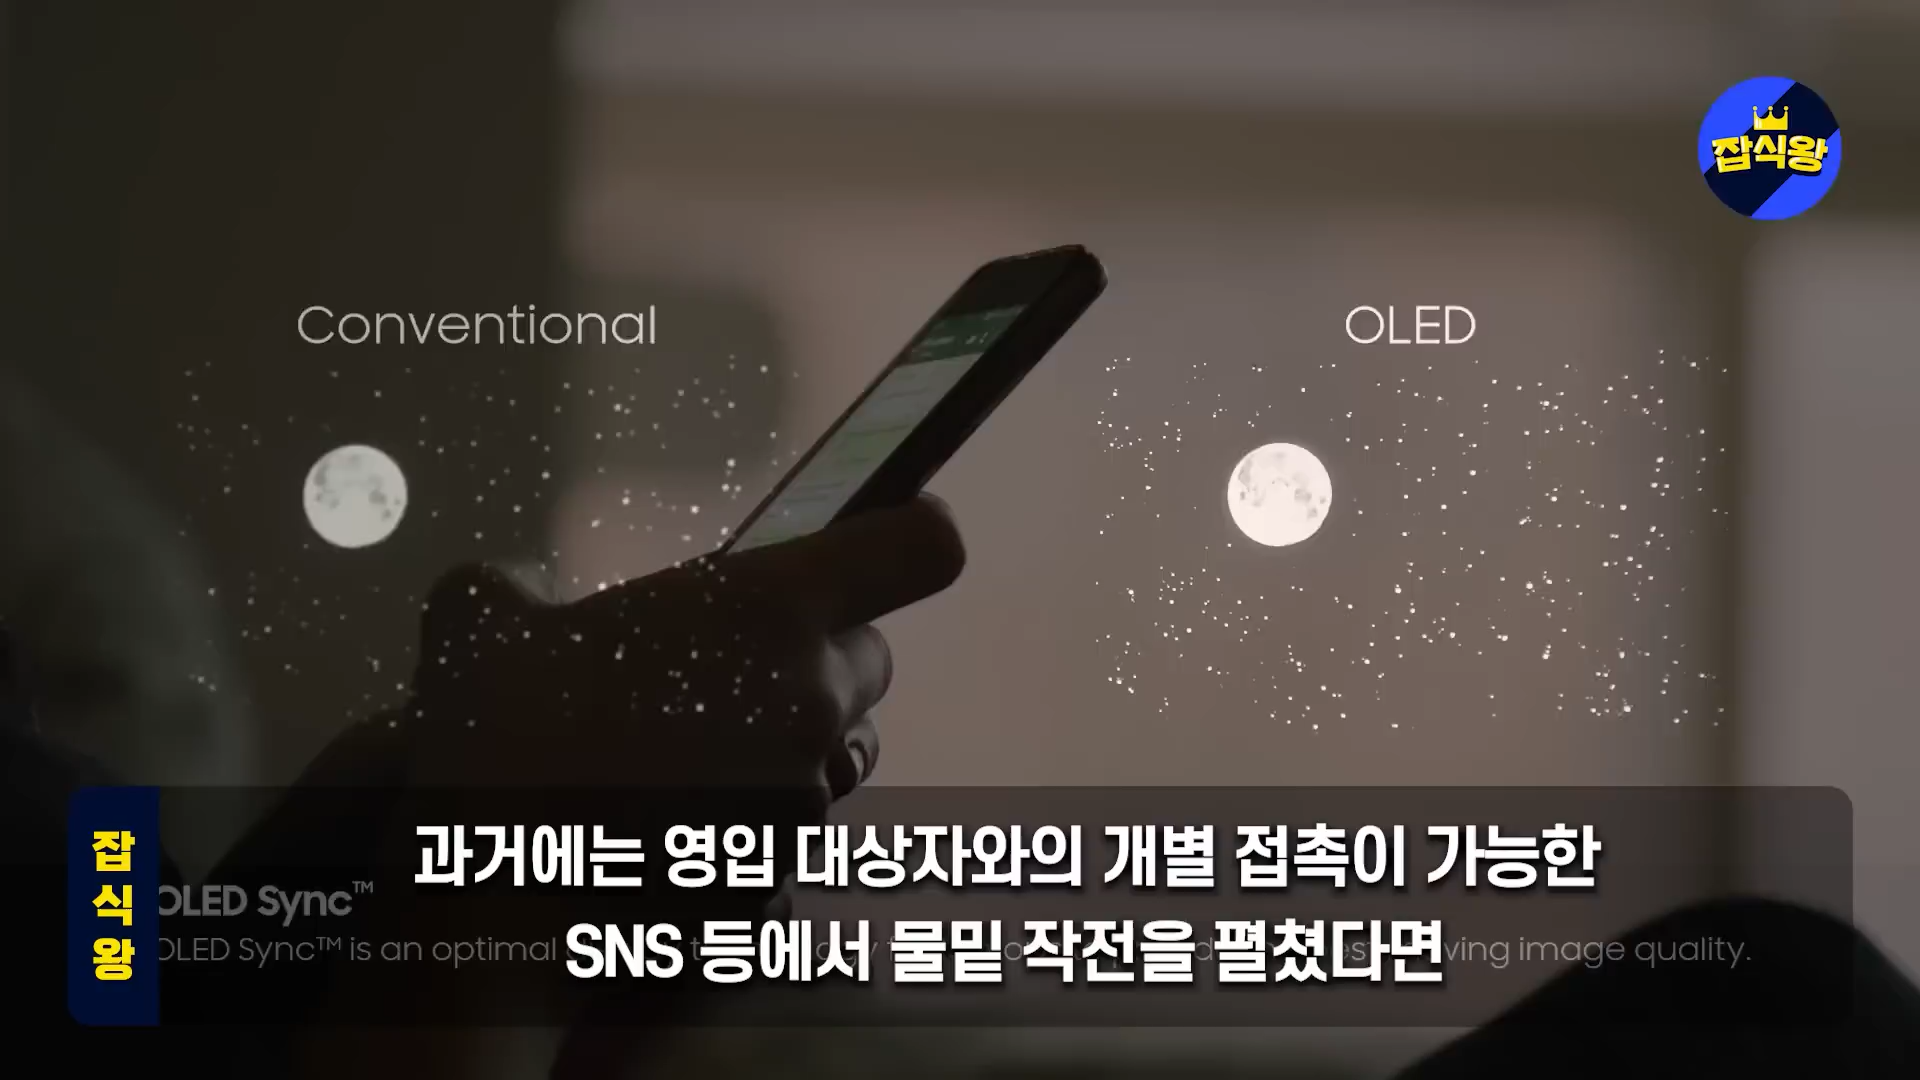 잡식왕
Conventional
OLED
과거에는 영입 대상자와의 개별 접촉이 가능한
SNS 등에서 물밑 작전을 펼쳤다면
잡식왕
OLED Sync™
OLED Sync™ is an optimal image quality.